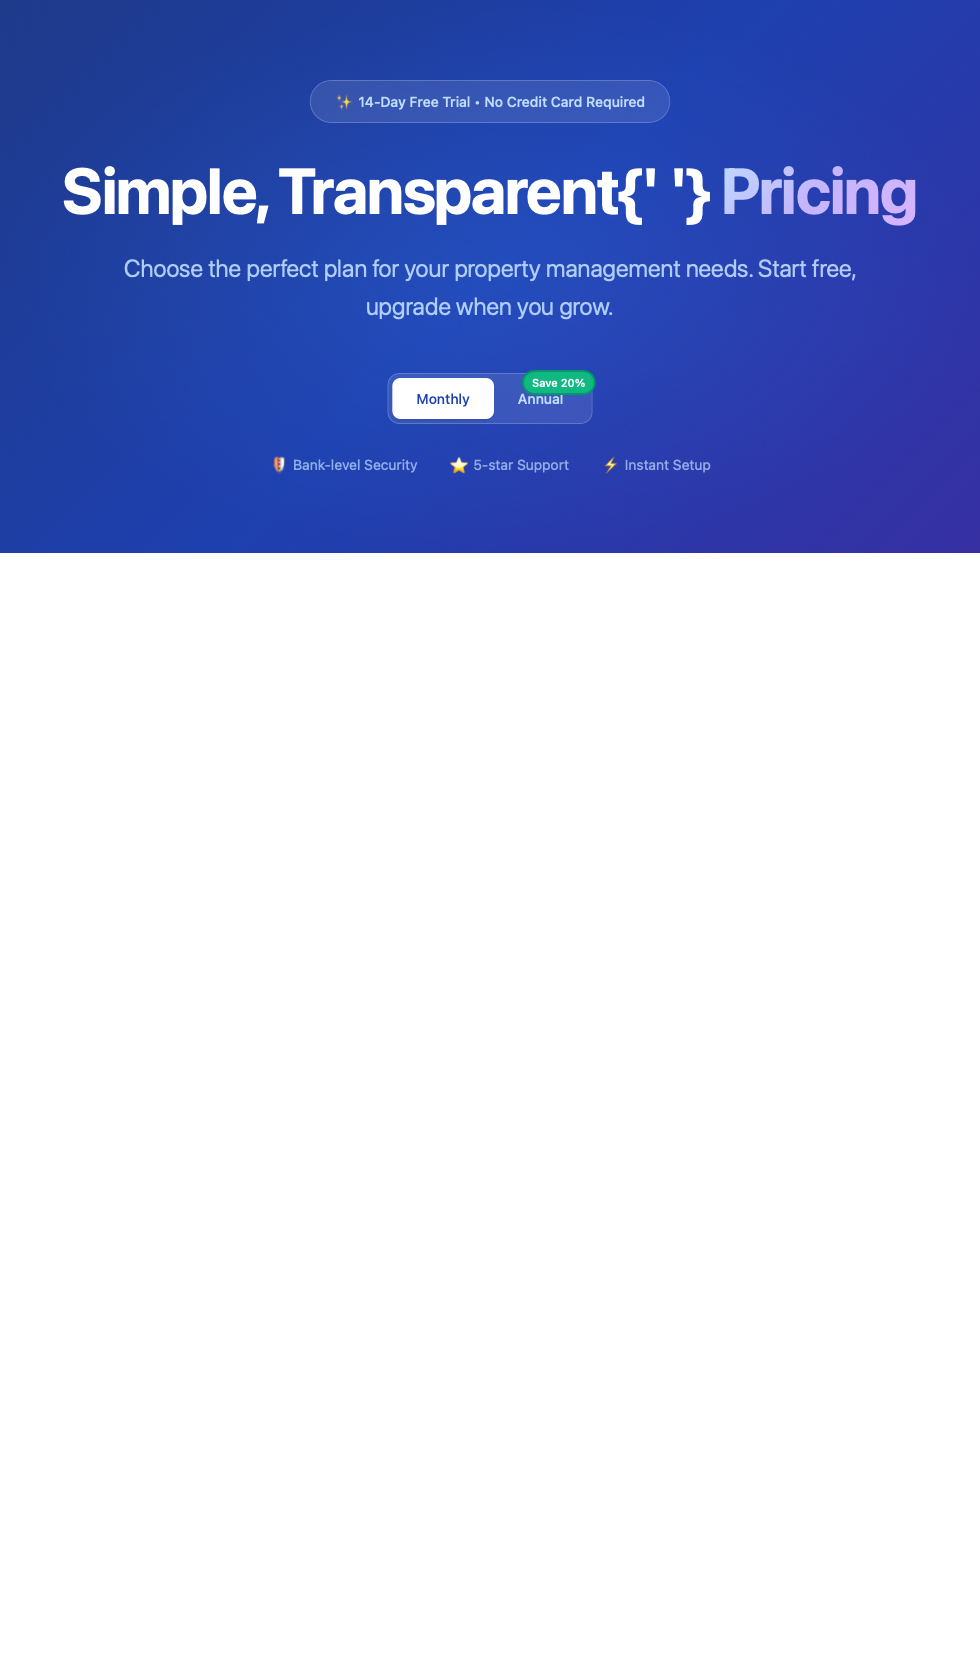 ✨ 14-Day Free Trial • No Credit Card Required
Simple, Transparent{' '} Pricing
Choose the perfect plan for your property management needs. Start free,
upgrade when you grow.
Save 20%
Monthly Annual
Bank-level Security ⭐ 5-star Support ⚡ Instant Setup